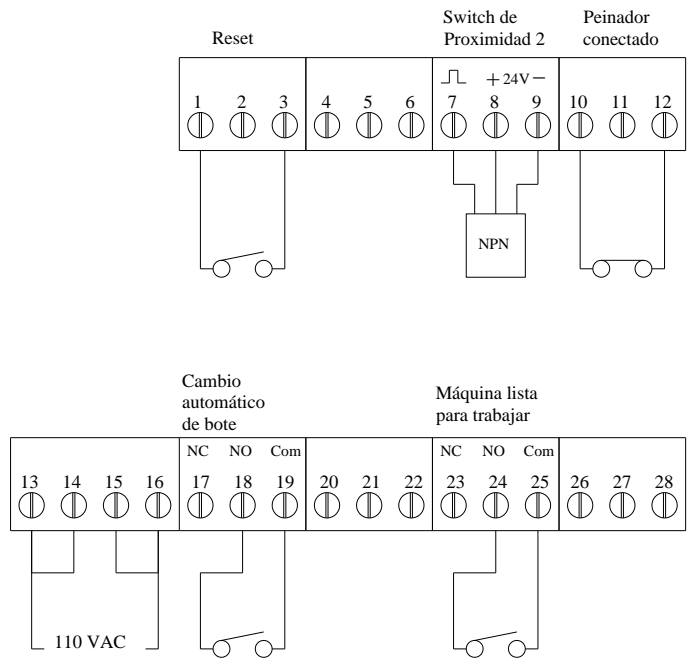 Reset
Switch de
Proximidad 2
Peinador
conectado
+ 24V −
1 2 3 4 5 6 7 8 9 10 11 12
NPN
Cambio
automático
de bote
Máquina lista
para trabajar
NC NO Com NC NO Com
13 14 15 16 17 18 19 20 21 22 23 24 25 26 27 28
110 VAC